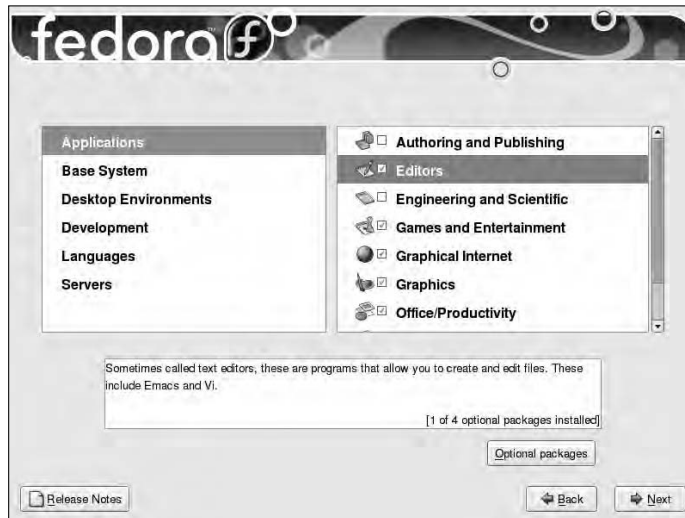 fedora
Applications
Base System
Desktop Environments
Development
Languages
Servers
Authoring and Publishing
Editors
Engineering and Scientific
Games and Entertainment
Graphical Internet
Graphics
Office/Productivity
Sometimes called text editors, these are programs that allow you to create and edit files. These
include Emacs and Vi.
[1 of 4 optional packages installed]
Optional packages
Release Notes
Back
Next